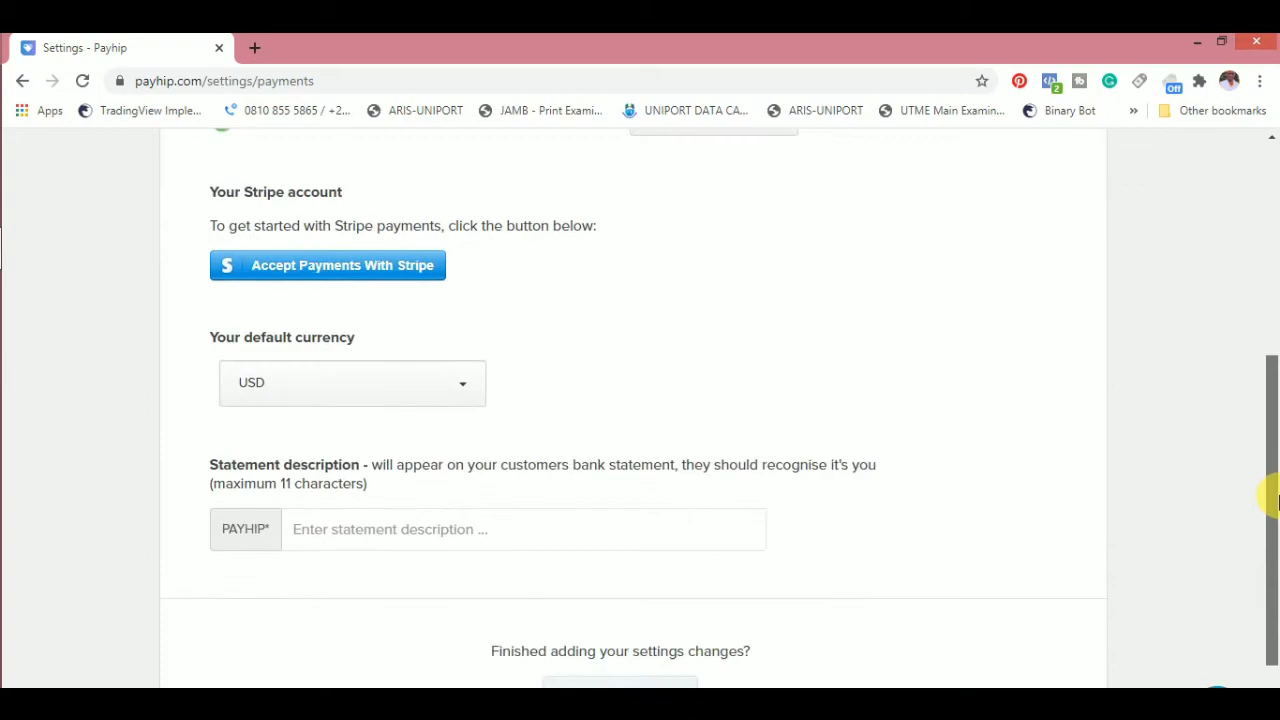 Settings - Payhip
payhip.com/settings/payments
2
Off
Apps
TradingView Imple...
0810 855 5865 / +2...
ARIS-UNIPORT
JAMB - Print Exami...
UNIPORT DATA CA...
ARIS-UNIPORT
UTME Main Examin...
Binary Bot
»
Other bookmarks
Your Stripe account
To get started with Stripe payments, click the button below:
S Accept Payments With Stripe
Your default currency
USD
Statement description - will appear on your customers bank statement, they should recognise it's you
(maximum 11 characters)
PAYHIP* Enter statement description ...
Finished adding your settings changes?